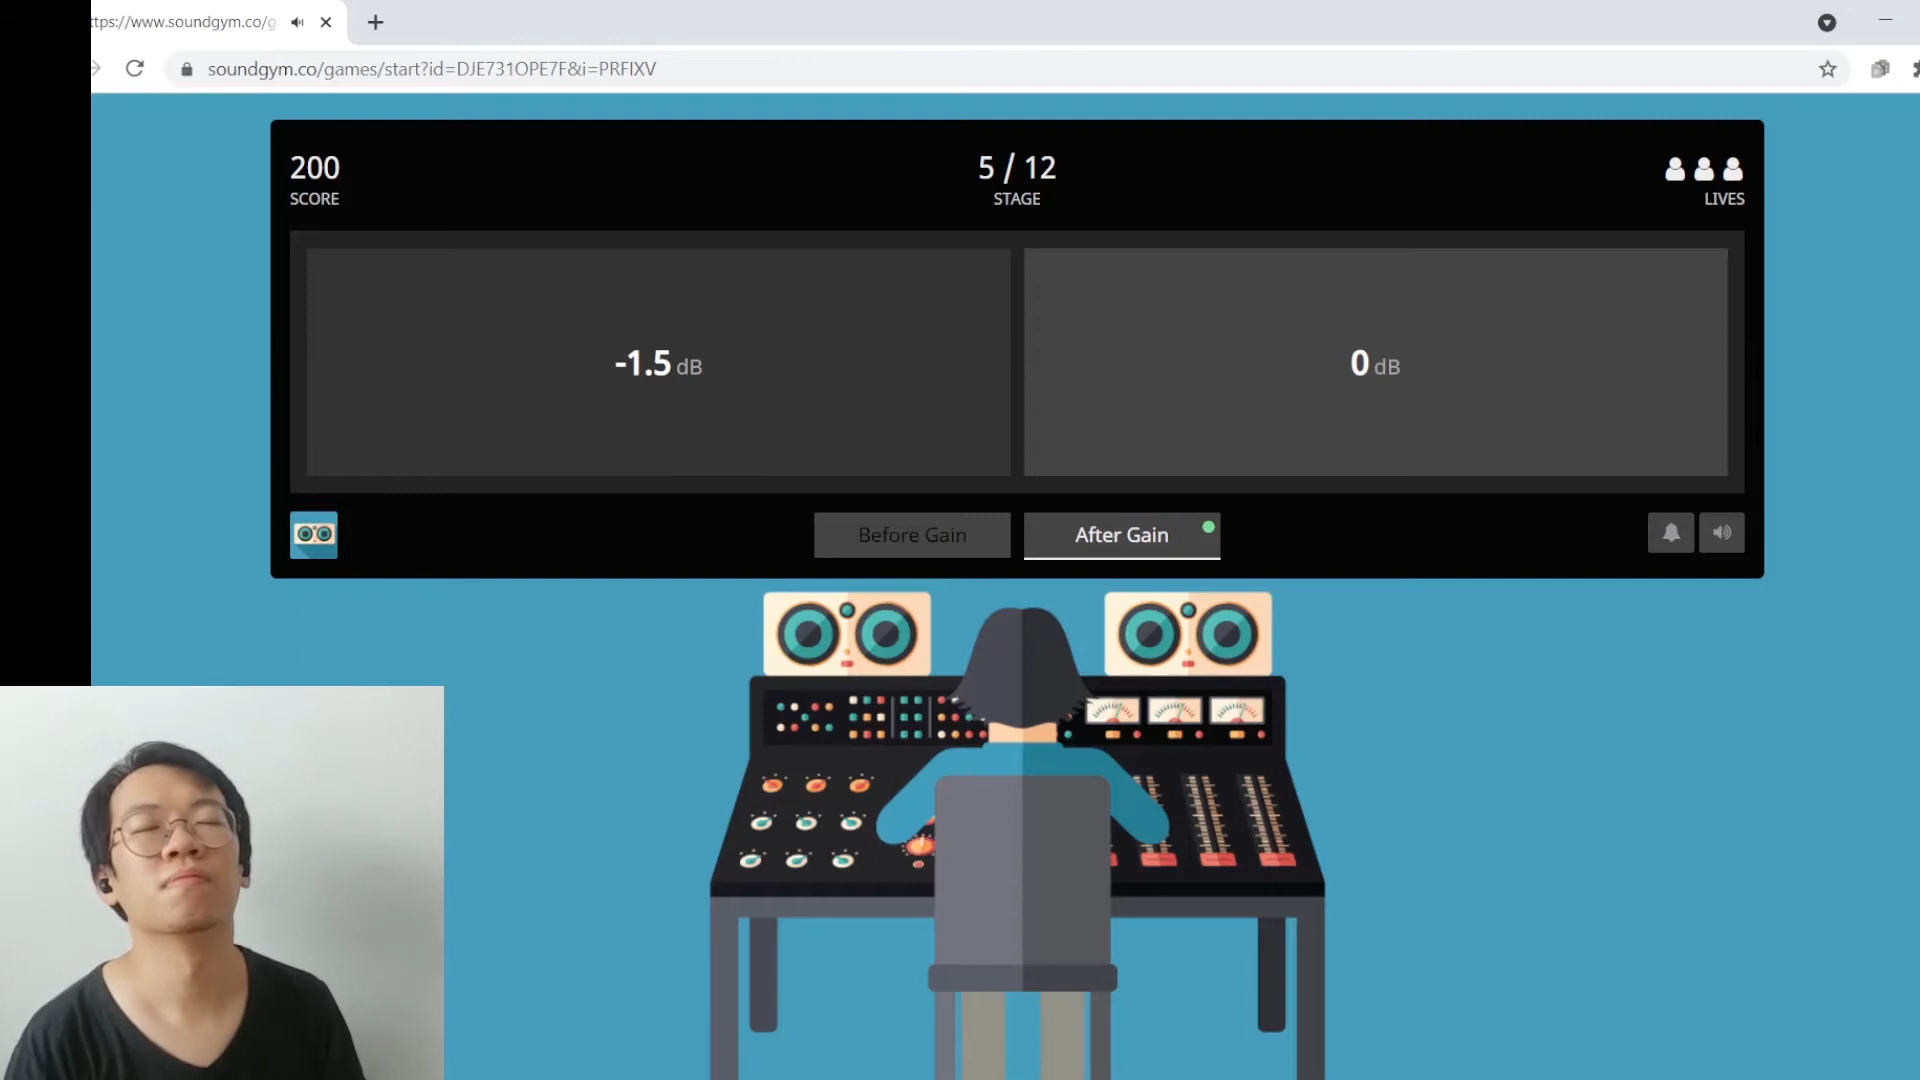 ttps://www.soundgym.co/g
soundgym.co/games/start?id=DJE731OPE7F&i=PRFIXV
200
SCORE
5 / 12
STAGE
LIVES
-1.5 dB
0 dB
Before Gain
After Gain